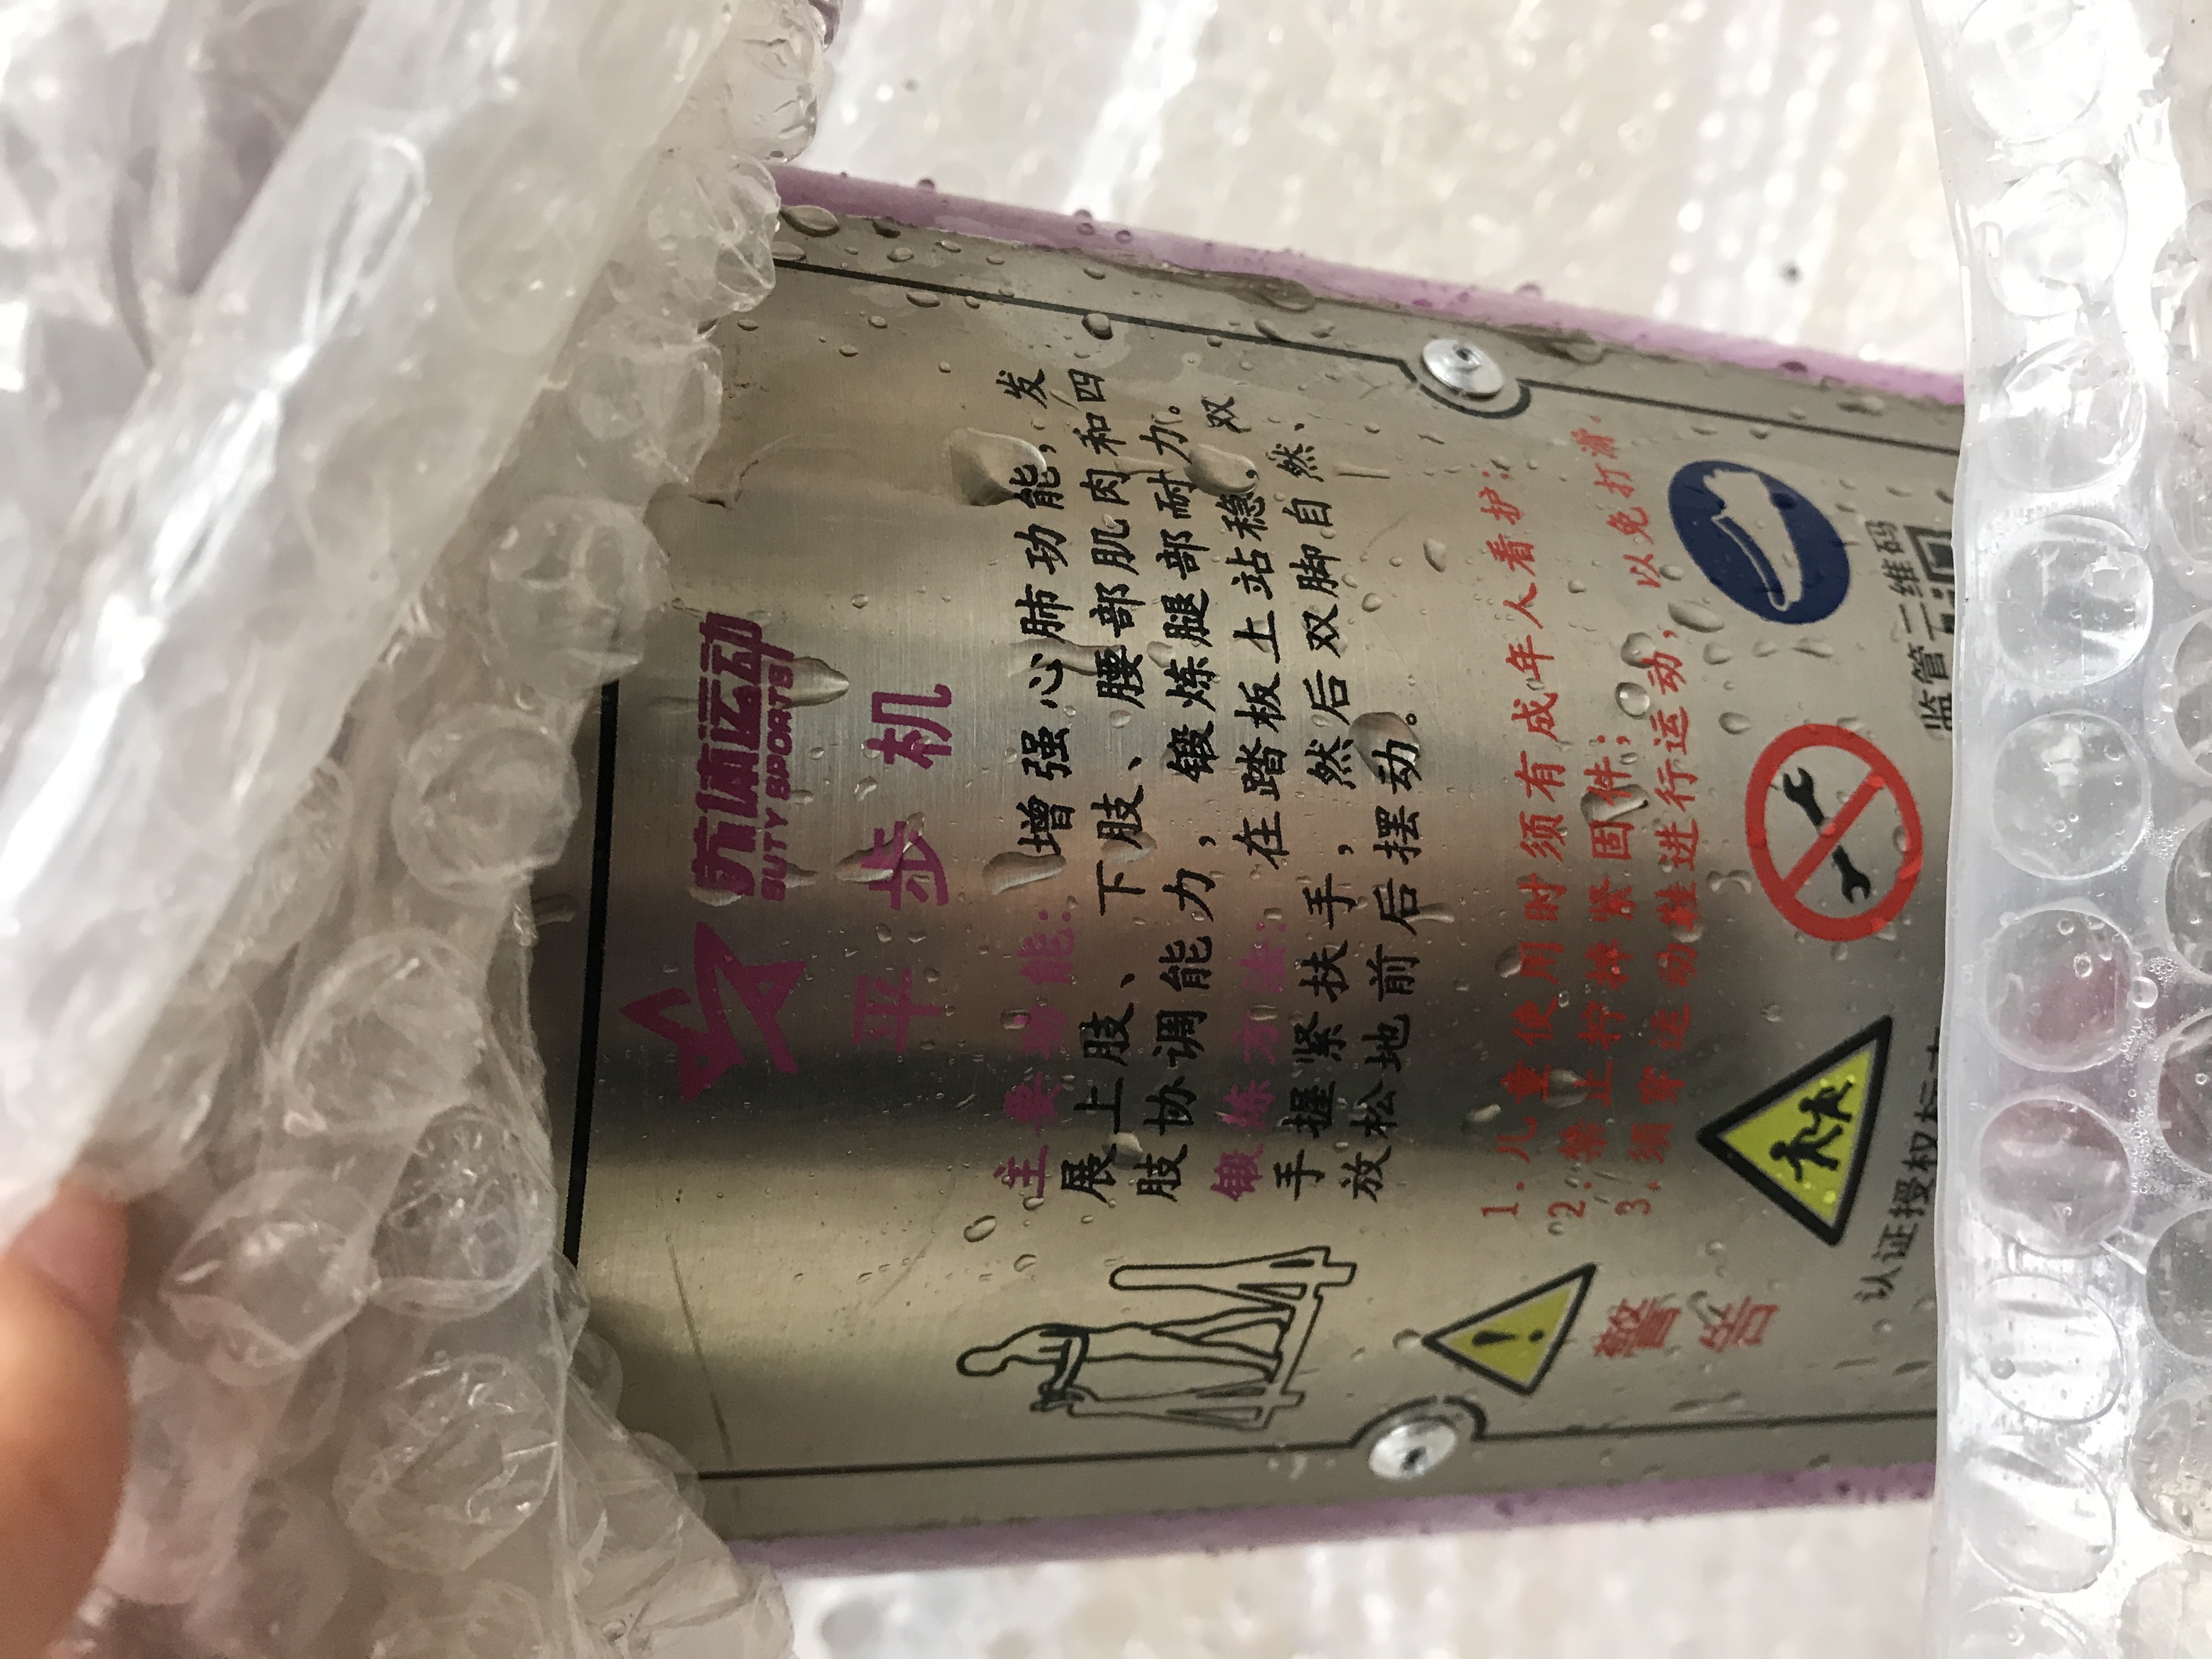 苏体运动
SUTY SPORTS
平步机
主要功能：增强心肺功能，发
展上肢、下肢、腰部肌肉和四
肢协调能力，锻炼腿部耐力。
锻炼方法：在踏板上站稳，双
手握紧扶手，然后双脚自然、
放松地前后摆动。
警告
1.儿童使用时须有成年人看护；
2.禁止拧掉紧固件；
3.须穿运动鞋进行运动，以免打滑。
认证授权标志
监管二维码